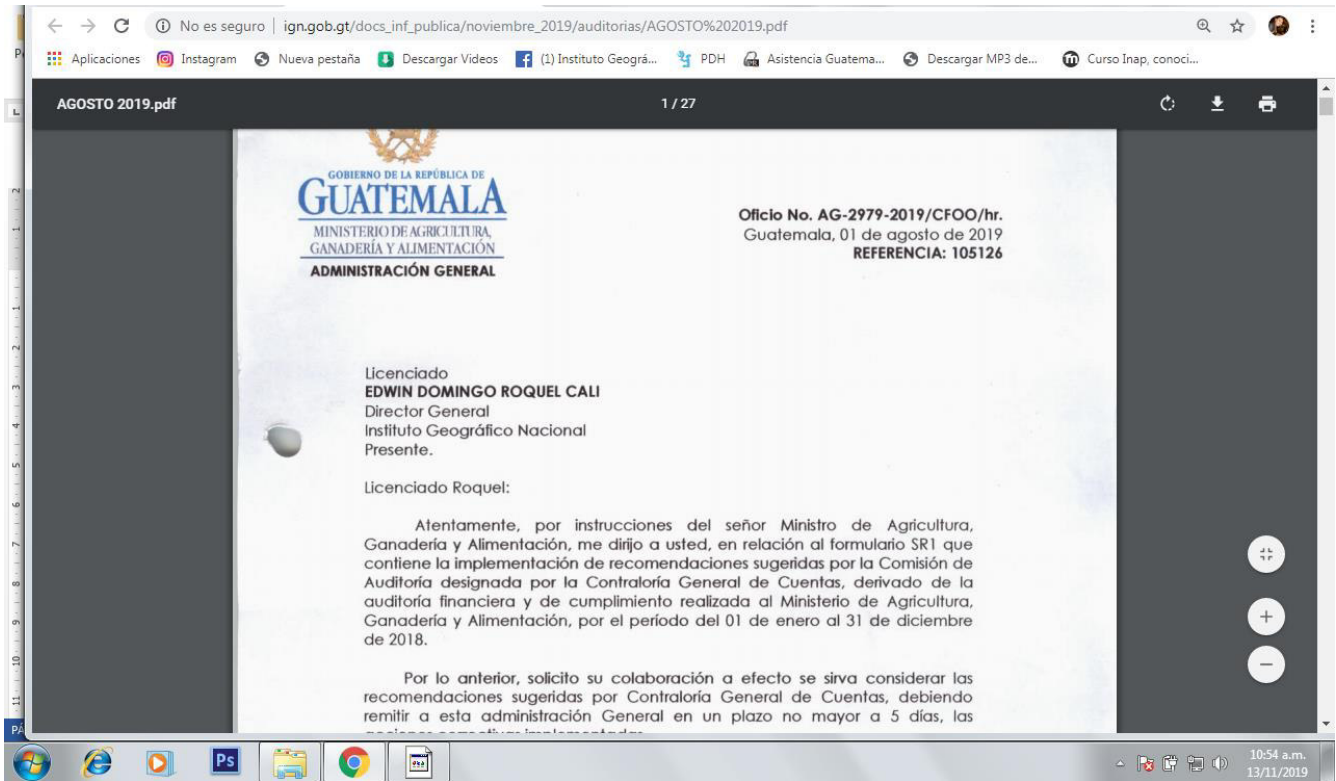 No es seguro | ign.gob.gt/docs_inf_publica/noviembre_2019/auditorias/AGOSTO%202019.pdf
Aplicaciones Instagram Nueva pestaña Descargar Videos (1) Instituto Geográ... PDH Asistencia Guatema... Descargar MP3 de... Curso Inap, conoci...
AGOSTO 2019.pdf 1 / 27
GOBIERNO DE LA REPÚBLICA DE
GUATEMALA
MINISTERIO DE AGRICULTURA,
GANADERÍA Y ALIMENTACIÓN
ADMINISTRACIÓN GENERAL
Oficio No. AG-2979-2019/CFOO/hr.
Guatemala, 01 de agosto de 2019
REFERENCIA: 105126
Licenciado
EDWIN DOMINGO ROQUEL CALI
Director General
Instituto Geográfico Nacional
Presente.
Licenciado Roquel:
Atentamente, por instrucciones del señor Ministro de Agricultura,
Ganadería y Alimentación, me dirijo a usted, en relación al formulario SR1 que
contiene la implementación de recomendaciones sugeridas por la Comisión de
Auditoría designada por la Contraloría General de Cuentas, derivado de la
auditoría financiera y de cumplimiento realizada al Ministerio de Agricultura,
Ganadería y Alimentación, por el período del 01 de enero al 31 de diciembre
de 2018.
Por lo anterior, solicito su colaboración a efecto se sirva considerar las
recomendaciones sugeridas por Contraloría General de Cuentas, debiendo
remitir a esta administración General en un plazo no mayor a 5 días, las
Ps
10:54 a.m.
13/11/2019